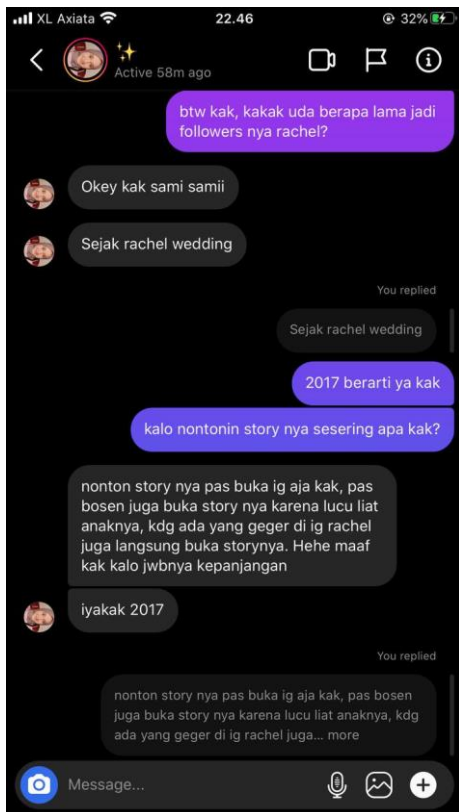 XL Axiata 22.46 32%
✨
Active 58m ago
btw kak, kakak uda berapa lama jadi
followers nya rachel?
Okey kak sami samii
Sejak rachel wedding
You replied
Sejak rachel wedding
2017 berarti ya kak
kalo nontonin story nya sesering apa kak?
nonton story nya pas buka ig aja kak, pas
bosen juga buka story nya karena lucu liat
anaknya, kdg ada yang geger di ig rachel
juga langsung buka storynya. Hehe maaf
kak kalo jwbnya kepanjangan
iyakak 2017
You replied
nonton story nya pas buka ig aja kak, pas bosen
juga buka story nya karena lucu liat anaknya, kdg
ada yang geger di ig rachel juga... more
Message...